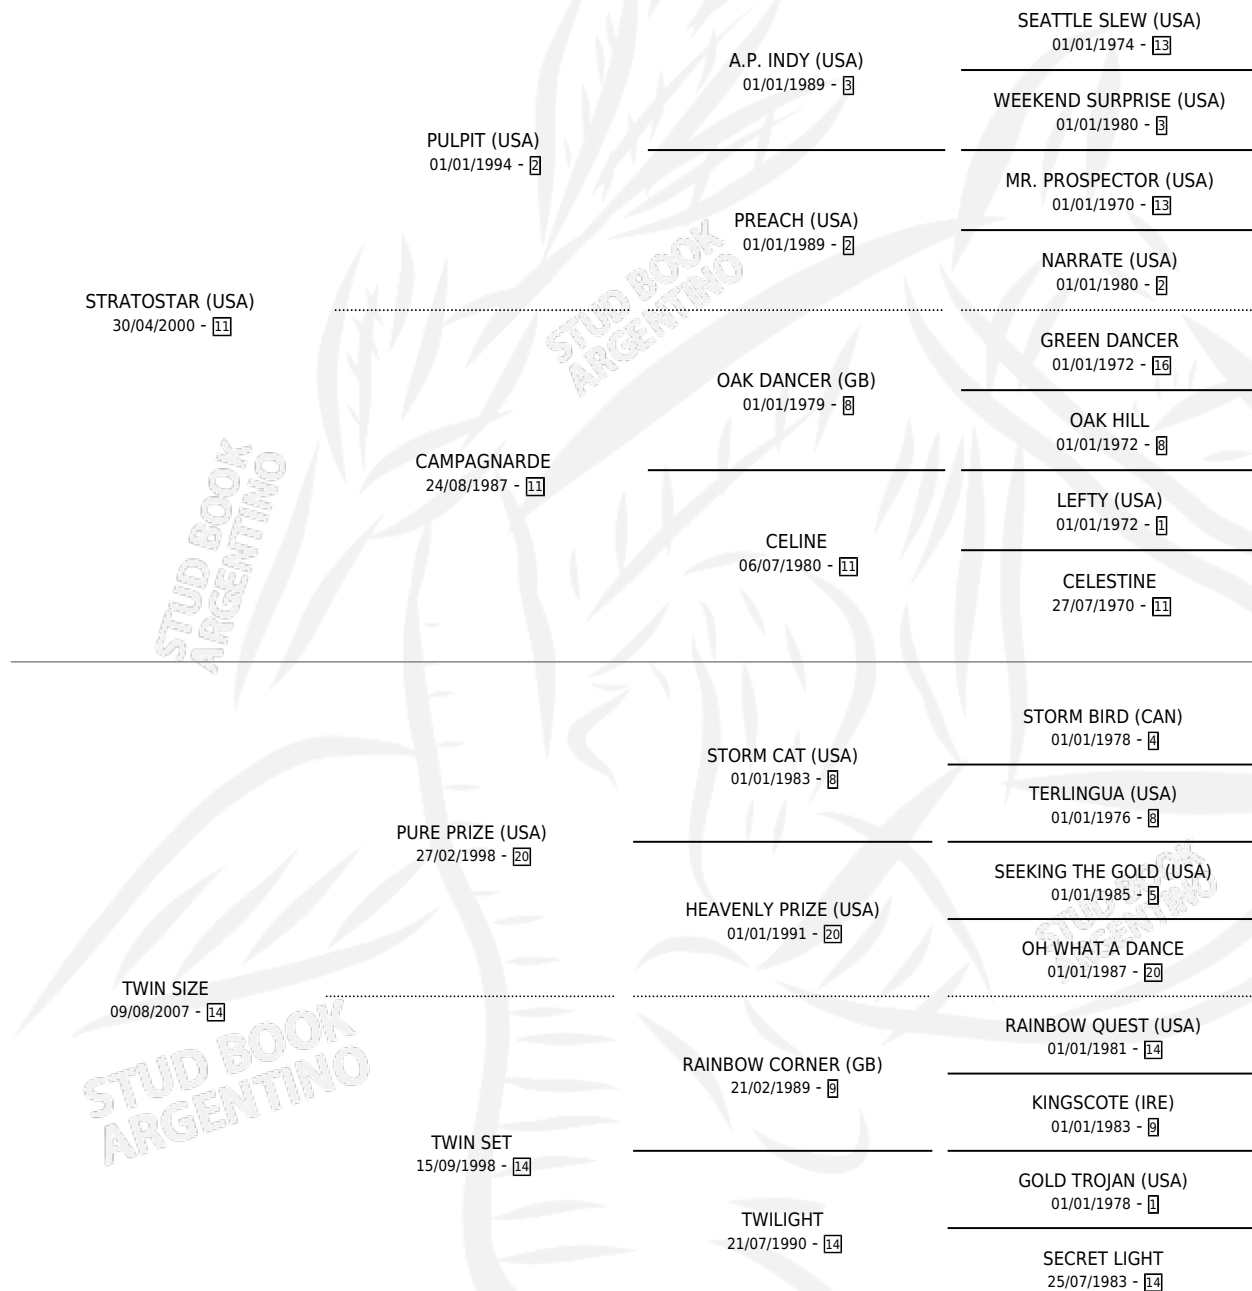 SEATTLE SLEW (USA)
01/01/1974 - 13
A.P. INDY (USA)
01/01/1989 - 3
WEEKEND SURPRISE (USA)
01/01/1980 - 3
PULPIT (USA)
01/01/1994 - 2
MR. PROSPECTOR (USA)
01/01/1970 - 13
PREACH (USA)
01/01/1989 - 2
NARRATE (USA)
01/01/1980 - 2
STRATOSTAR (USA)
30/04/2000 - 11
GREEN DANCER
01/01/1972 - 16
OAK DANCER (GB)
01/01/1979 - 8
OAK HILL
01/01/1972 - 8
CAMPAGNARDE
24/08/1987 - 11
LEFTY (USA)
01/01/1972 - 1
CELINE
06/07/1980 - 11
CELESTINE
27/07/1970 - 11
STORM BIRD (CAN)
01/01/1978 - 4
STORM CAT (USA)
01/01/1983 - 8
TERLINGUA (USA)
01/01/1976 - 8
PURE PRIZE (USA)
27/02/1998 - 20
SEEKING THE GOLD (USA)
01/01/1985 - 5
HEAVENLY PRIZE (USA)
01/01/1991 - 20
OH WHAT A DANCE
01/01/1987 - 20
TWIN SIZE
09/08/2007 - 14
RAINBOW QUEST (USA)
01/01/1981 - 14
RAINBOW CORNER (GB)
21/02/1989 - 9
KINGSCOTE (IRE)
01/01/1983 - 9
TWIN SET
15/09/1998 - 14
GOLD TROJAN (USA)
01/01/1978 - 1
TWILIGHT
21/07/1990 - 14
SECRET LIGHT
25/07/1983 - 14
STUD BOOK
ARGENTINO
STUD BOOK
ARGENTINO
STUD BOOK
ARGENTINO
STUD BOOK
ARGENTINO